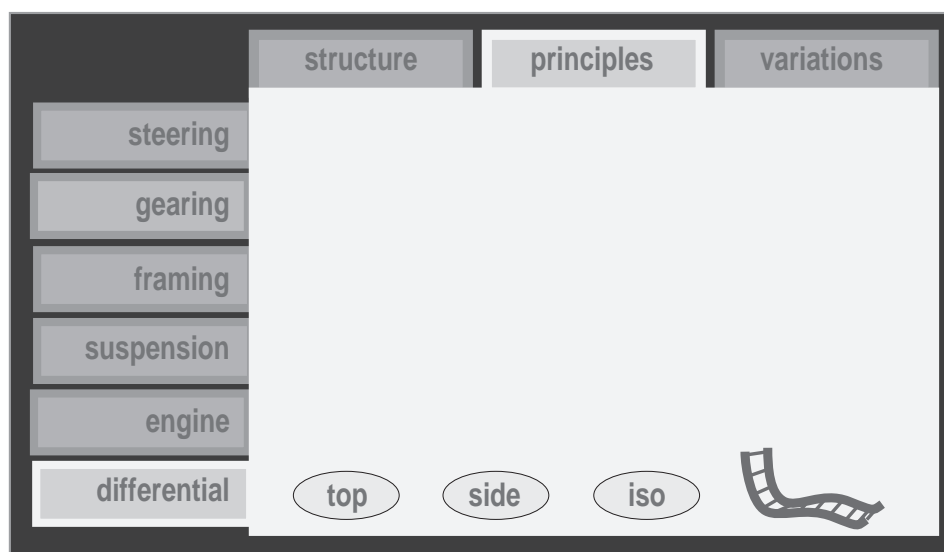 structure principles variations
steering
gearing
framing
suspension
engine
differential
top side iso